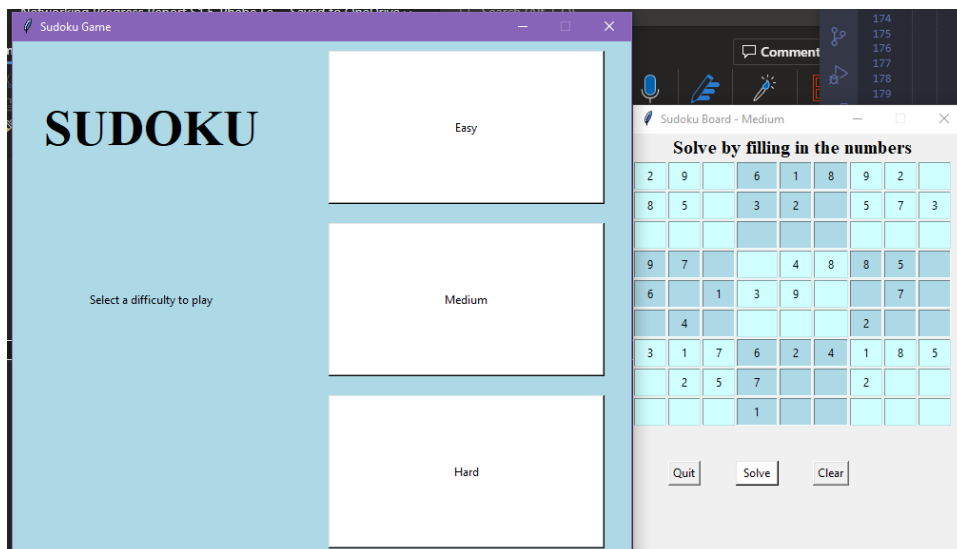 Sudoku Game
SUDOKU
Easy
Select a difficulty to play
Medium
Hard
Comment
174
175
176
177
178
179
Sudoku Board - Medium
Solve by filling in the numbers
2 9 6 1 8 9 2
8 5 3 2 5 7 3
9 7 4 8 8 5
6 1 3 9 7
4 2
3 1 7 6 2 4 1 8 5
2 5 7 2
1
Quit Solve Clear